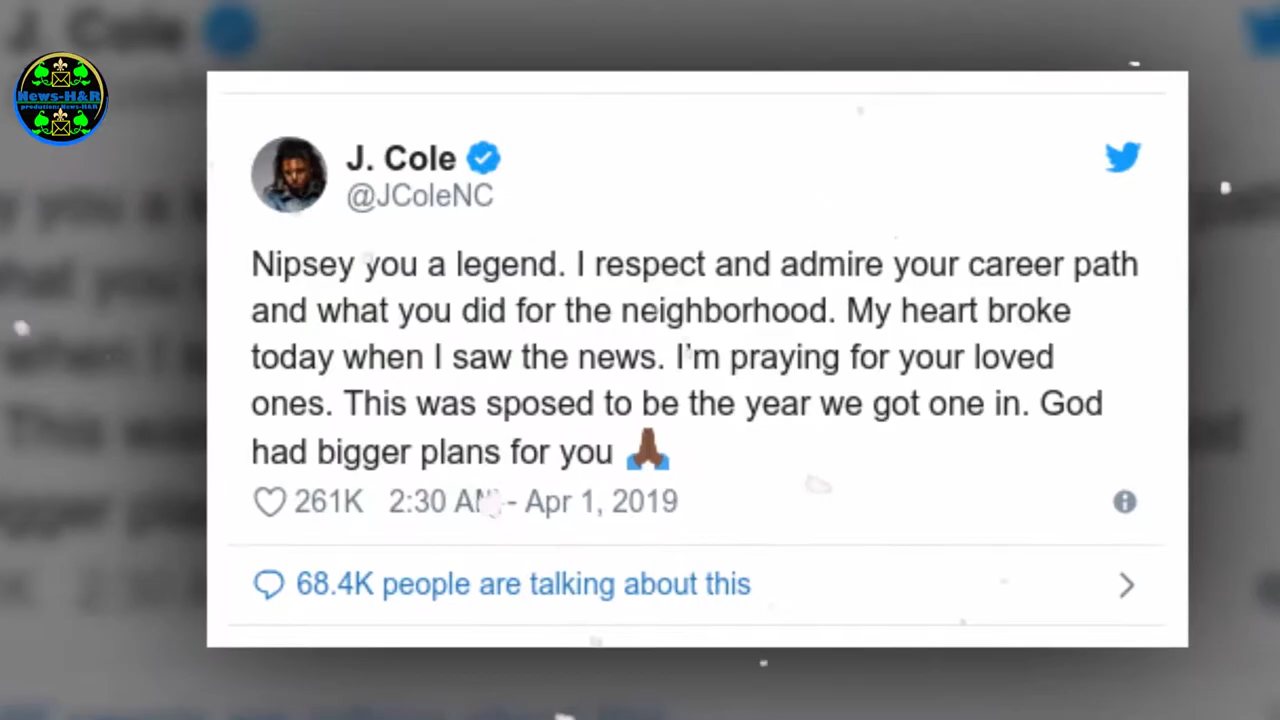 J. Cole
News-H&R
production: News-H&R
J. Cole
@JColeNC
Nipsey you a legend. I respect and admire your career path
and what you did for the neighborhood. My heart broke
today when I saw the news. I'm praying for your loved
ones. This was sposed to be the year we got one in. God
had bigger plans for you 🙏🏾
261K 2:30 AM - Apr 1, 2019
68.4K people are talking about this